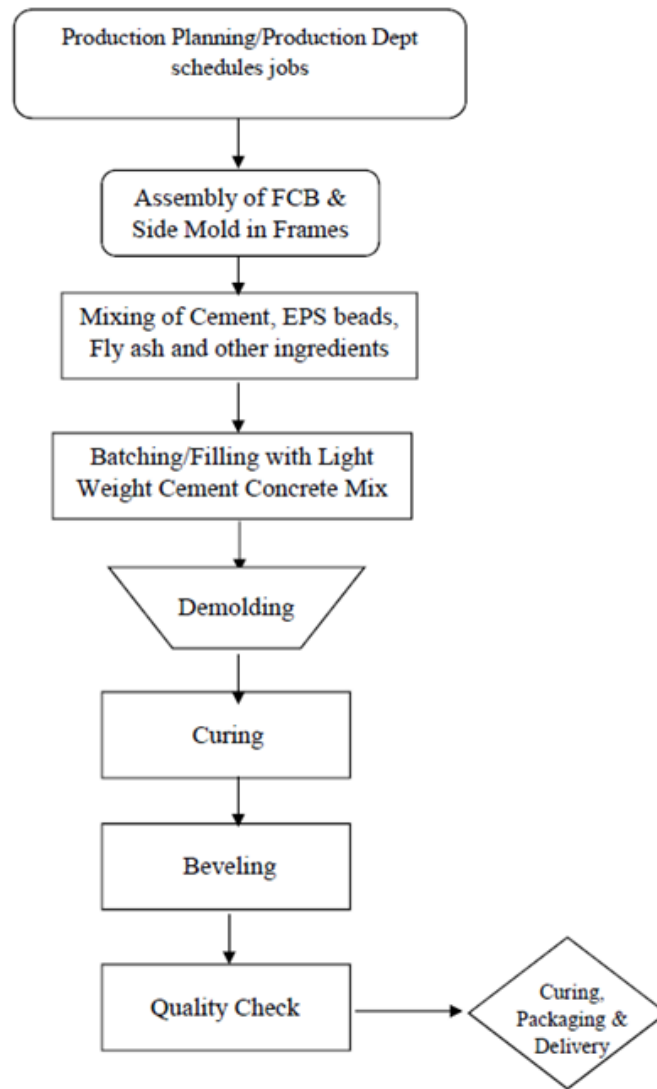 Production Planning/Production Dept
schedules jobs
Assembly of FCB &
Side Mold in Frames
Mixing of Cement, EPS beads,
Fly ash and other ingredients
Batching/Filling with Light
Weight Cement Concrete Mix
Demolding
Curing
Beveling
Quality Check
Curing,
Packaging &
Delivery